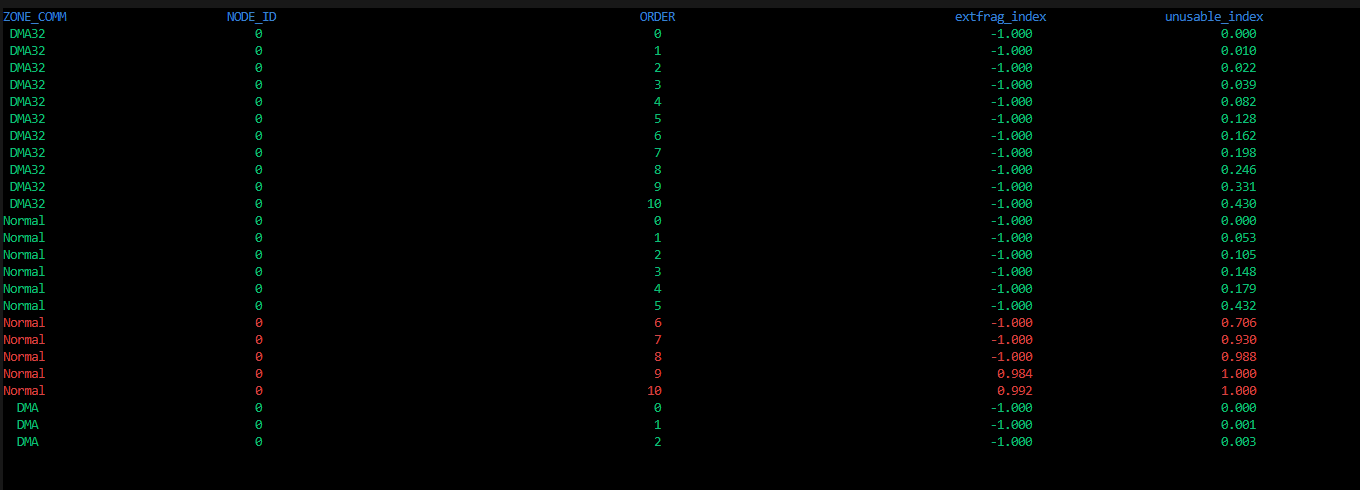 ZONE_COMM NODE_ID ORDER extfrag_index unusable_index
DMA32 0 0 -1.000 0.000
DMA32 0 1 -1.000 0.010
DMA32 0 2 -1.000 0.022
DMA32 0 3 -1.000 0.039
DMA32 0 4 -1.000 0.082
DMA32 0 5 -1.000 0.128
DMA32 0 6 -1.000 0.162
DMA32 0 7 -1.000 0.198
DMA32 0 8 -1.000 0.246
DMA32 0 9 -1.000 0.331
DMA32 0 10 -1.000 0.430
Normal 0 0 -1.000 0.000
Normal 0 1 -1.000 0.053
Normal 0 2 -1.000 0.105
Normal 0 3 -1.000 0.148
Normal 0 4 -1.000 0.179
Normal 0 5 -1.000 0.432
Normal 0 6 -1.000 0.706
Normal 0 7 -1.000 0.930
Normal 0 8 -1.000 0.988
Normal 0 9 0.984 1.000
Normal 0 10 0.992 1.000
DMA 0 0 -1.000 0.000
DMA 0 1 -1.000 0.001
DMA 0 2 -1.000 0.003